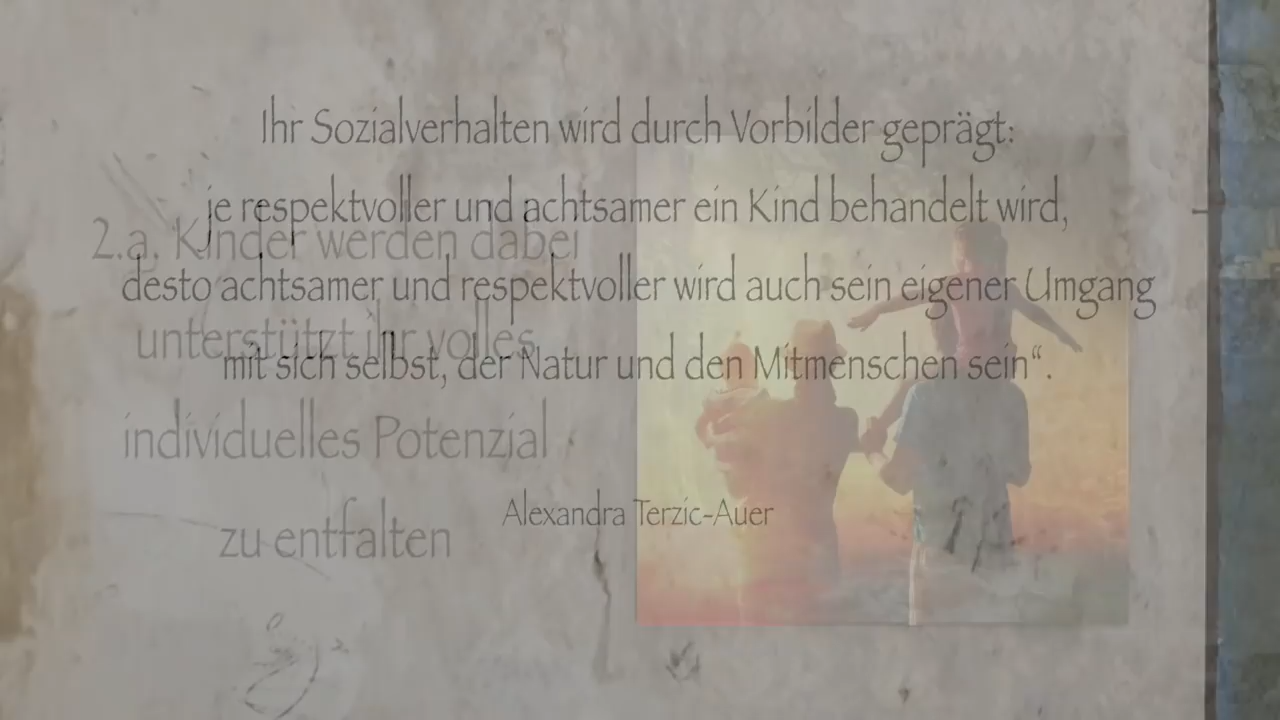 Ihr Sozialverhalten wird durch Vorbilder geprägt:
je respektvoller und achtsamer ein Kind behandelt wird,
desto achtsamer und respektvoller wird auch sein eigener Umgang
mit sich selbst, der Natur und den Mitmenschen sein“.
Alexandra Terzic-Auer
2.a. Kinder werden dabei
unterstützt ihr volles
individuelles Potenzial
zu entfalten